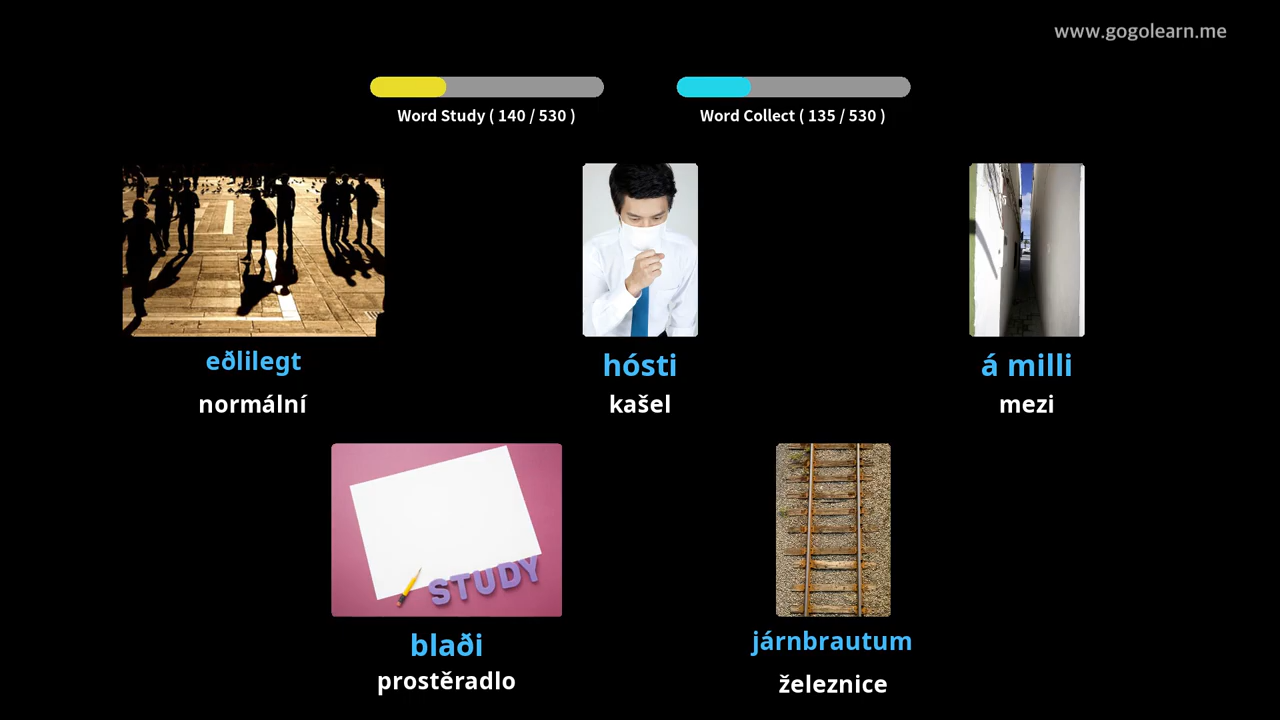 www.gogolearn.me
Word Study ( 140 / 530 )
Word Collect ( 135 / 530 )
eðlilegt
normální
hósti
kašel
á milli
mezi
STUDY
blaði
prostěradlo
járnbrautum
železnice